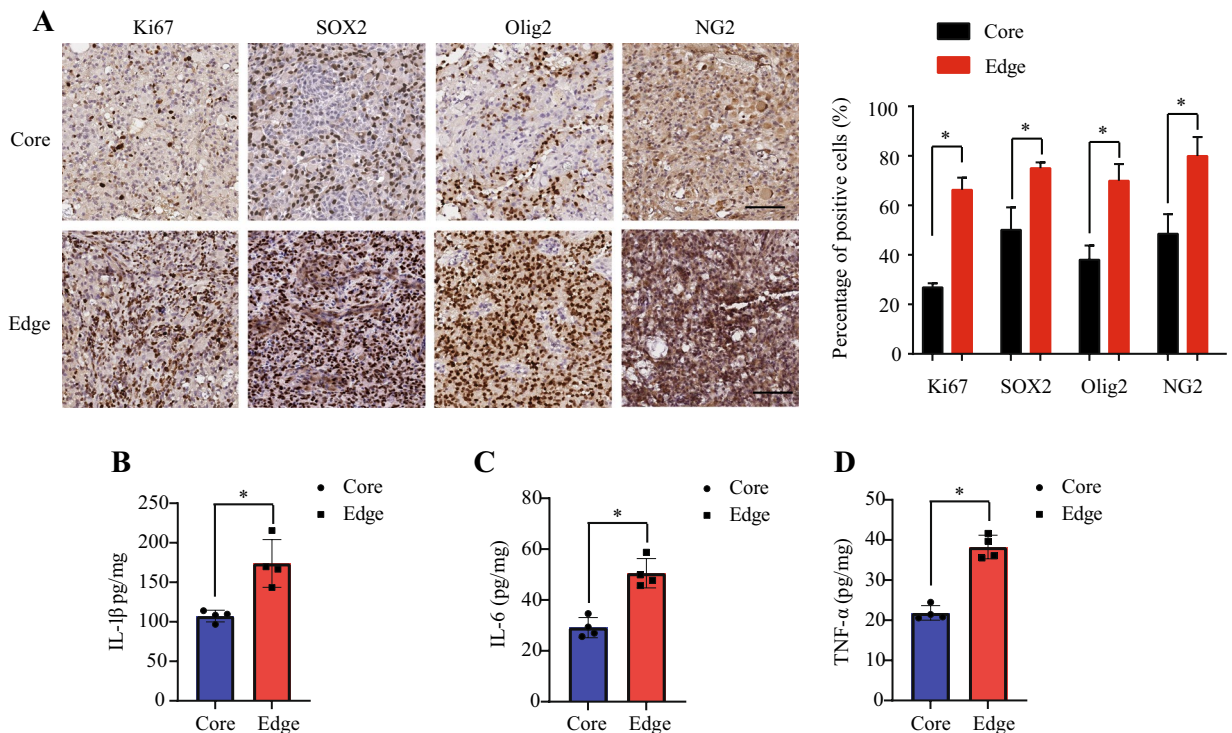 A
Ki67 SOX2 Olig2 NG2
Core
Edge
Core
Edge
Percentage of positive cells (%)
100
80
60
40
20
0
* * * *
Ki67 SOX2 Olig2 NG2
B
Core
Edge
IL-1β pg/mg
250
200
150
100
50
0
*
Core Edge
C
Core
Edge
IL-6 (pg/mg)
80
60
40
20
0
*
Core Edge
D
Core
Edge
TNF-α (pg/mg)
50
40
30
20
10
0
*
Core Edge